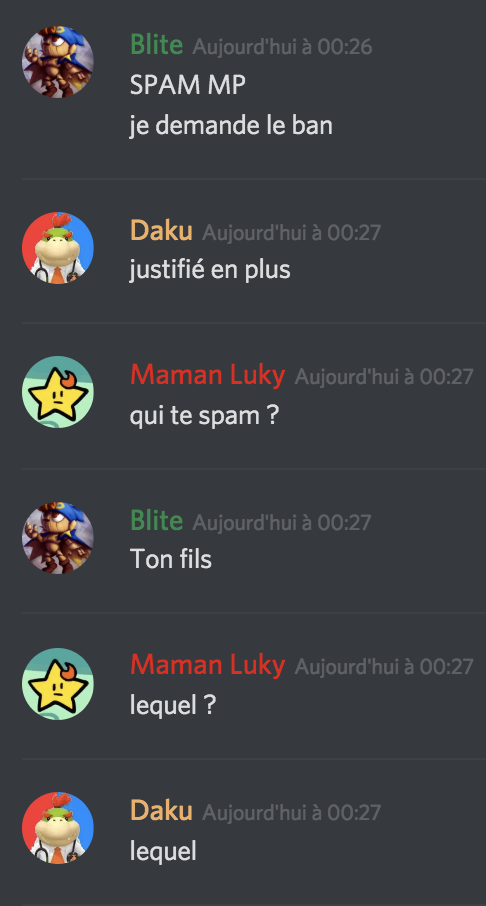 Blite Aujourd'hui à 00:26
SPAM MP
je demande le ban
Daku Aujourd'hui à 00:27
justifié en plus
Maman Luky Aujourd'hui à 00:27
qui te spam ?
Blite Aujourd'hui à 00:27
Ton fils
Maman Luky Aujourd'hui à 00:27
lequel ?
Daku Aujourd'hui à 00:27
lequel